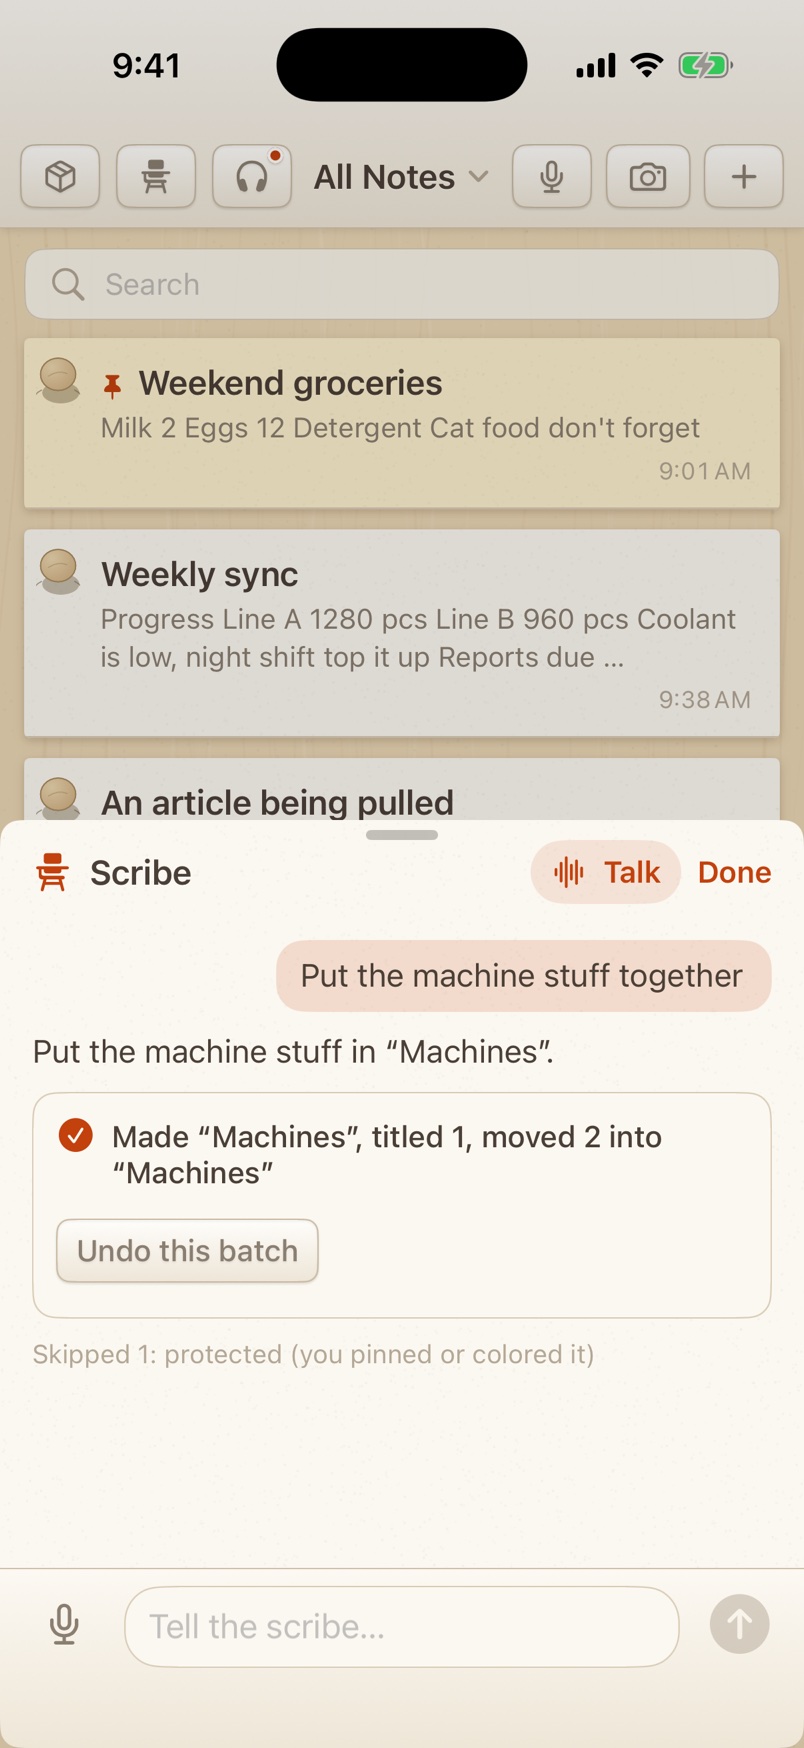 9:41
All Notes
Search
Weekend groceries
Milk 2 Eggs 12 Detergent Cat food don't forget
9:01 AM
Weekly sync
Progress Line A 1280 pcs Line B 960 pcs Coolant
is low, night shift top it up Reports due ...
9:38 AM
An article being pulled
Scribe
Talk
Done
Put the machine stuff together
Put the machine stuff in “Machines”.
Made “Machines”, titled 1, moved 2 into
“Machines”
Undo this batch
Skipped 1: protected (you pinned or colored it)
Tell the scribe...